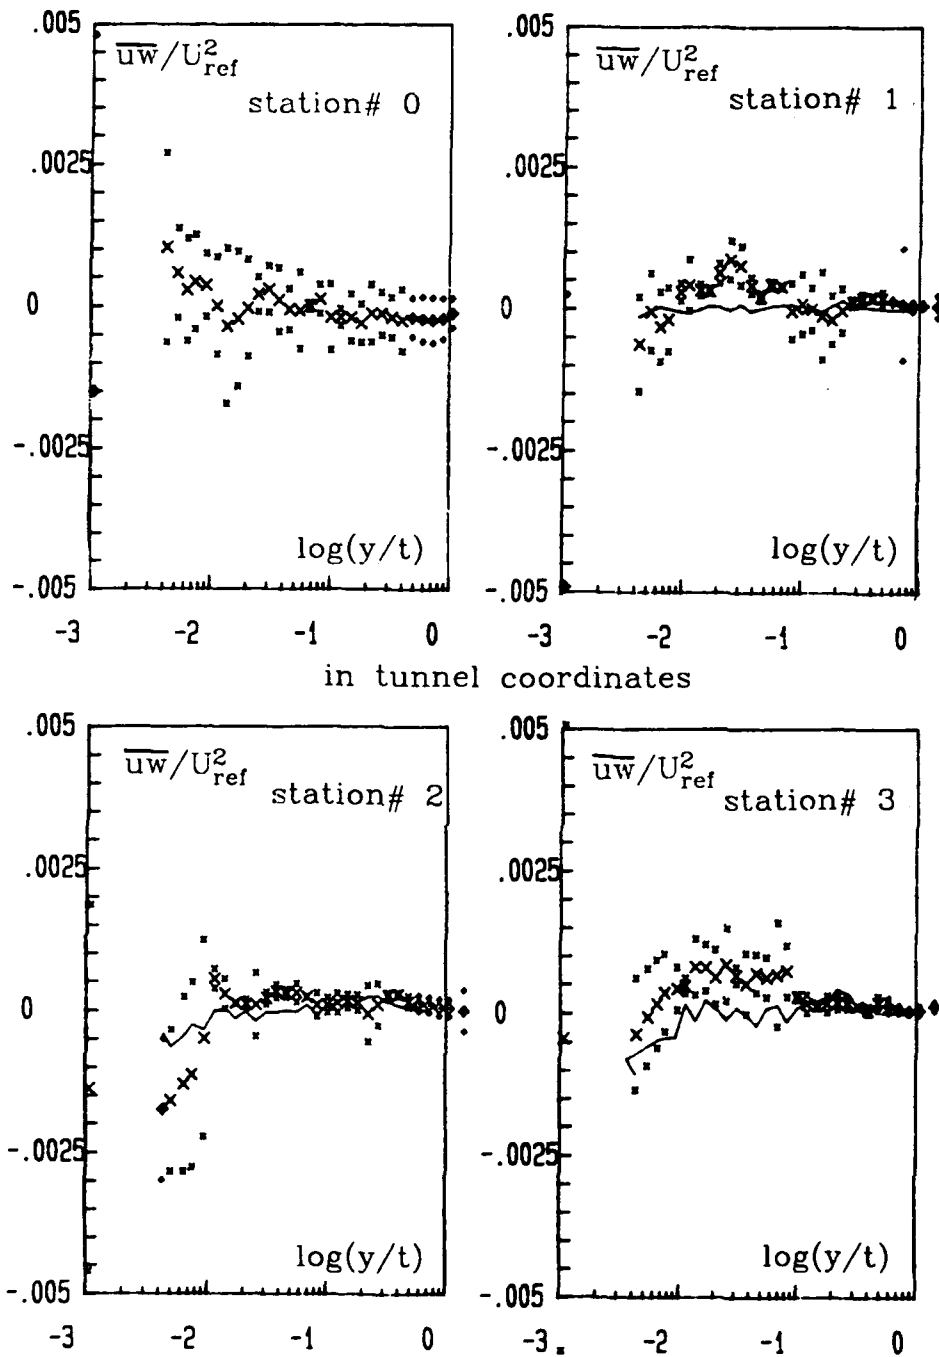 .005
uw/U²ref
station# 0
.0025
0
-.0025
log(y/t)
-.005
-3 -2 -1 0
.005
uw/U²ref
station# 1
.0025
0
-.0025
log(y/t)
-.005
-3 -2 -1 0
in tunnel coordinates
.005
uw/U²ref
station# 2
.0025
0
-.0025
log(y/t)
-.005
-3 -2 -1 0
.005
uw/U²ref
station# 3
.0025
0
-.0025
log(y/t)
-.005
-3 -2 -1 0